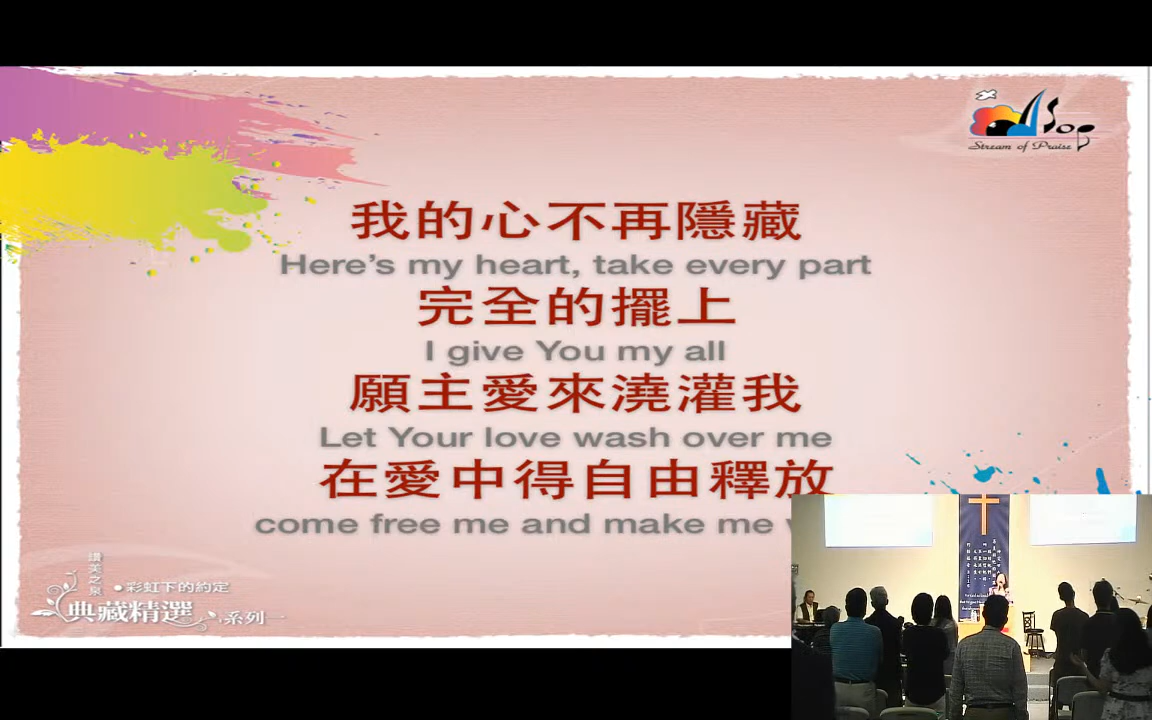 Sop
Stream of Praise
我的心不再隱藏
Here's my heart, take every part
完全的擺上
I give You my all
願主愛來澆灌我
Let Your love wash over me
在愛中得自由釋放
come free me and make me
讚美之泉
●彩虹下的約定
典藏精選 系列一